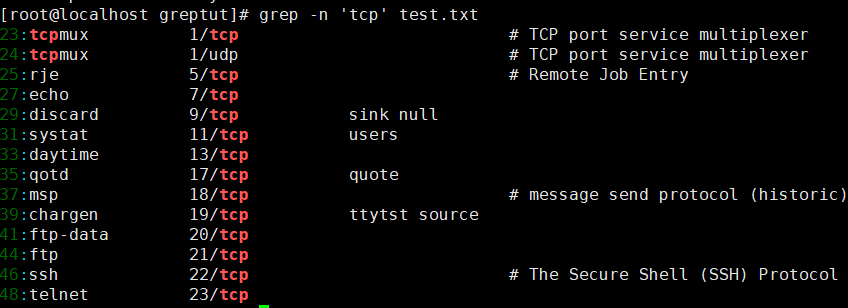 [root@localhost greptut]# grep -n 'tcp' test.txt
23:tcpmux          1/tcp                           # TCP port service multiplexer
24:tcpmux          1/udp                           # TCP port service multiplexer
25:rje             5/tcp                           # Remote Job Entry
27:echo            7/tcp
29:discard         9/tcp           sink null
31:systat          11/tcp          users
33:daytime         13/tcp
35:qotd            17/tcp          quote
37:msp             18/tcp                          # message send protocol (historic)
39:chargen         19/tcp          ttytst source
41:ftp-data        20/tcp
44:ftp             21/tcp
46:ssh             22/tcp                          # The Secure Shell (SSH) Protocol
48:telnet          23/tcp